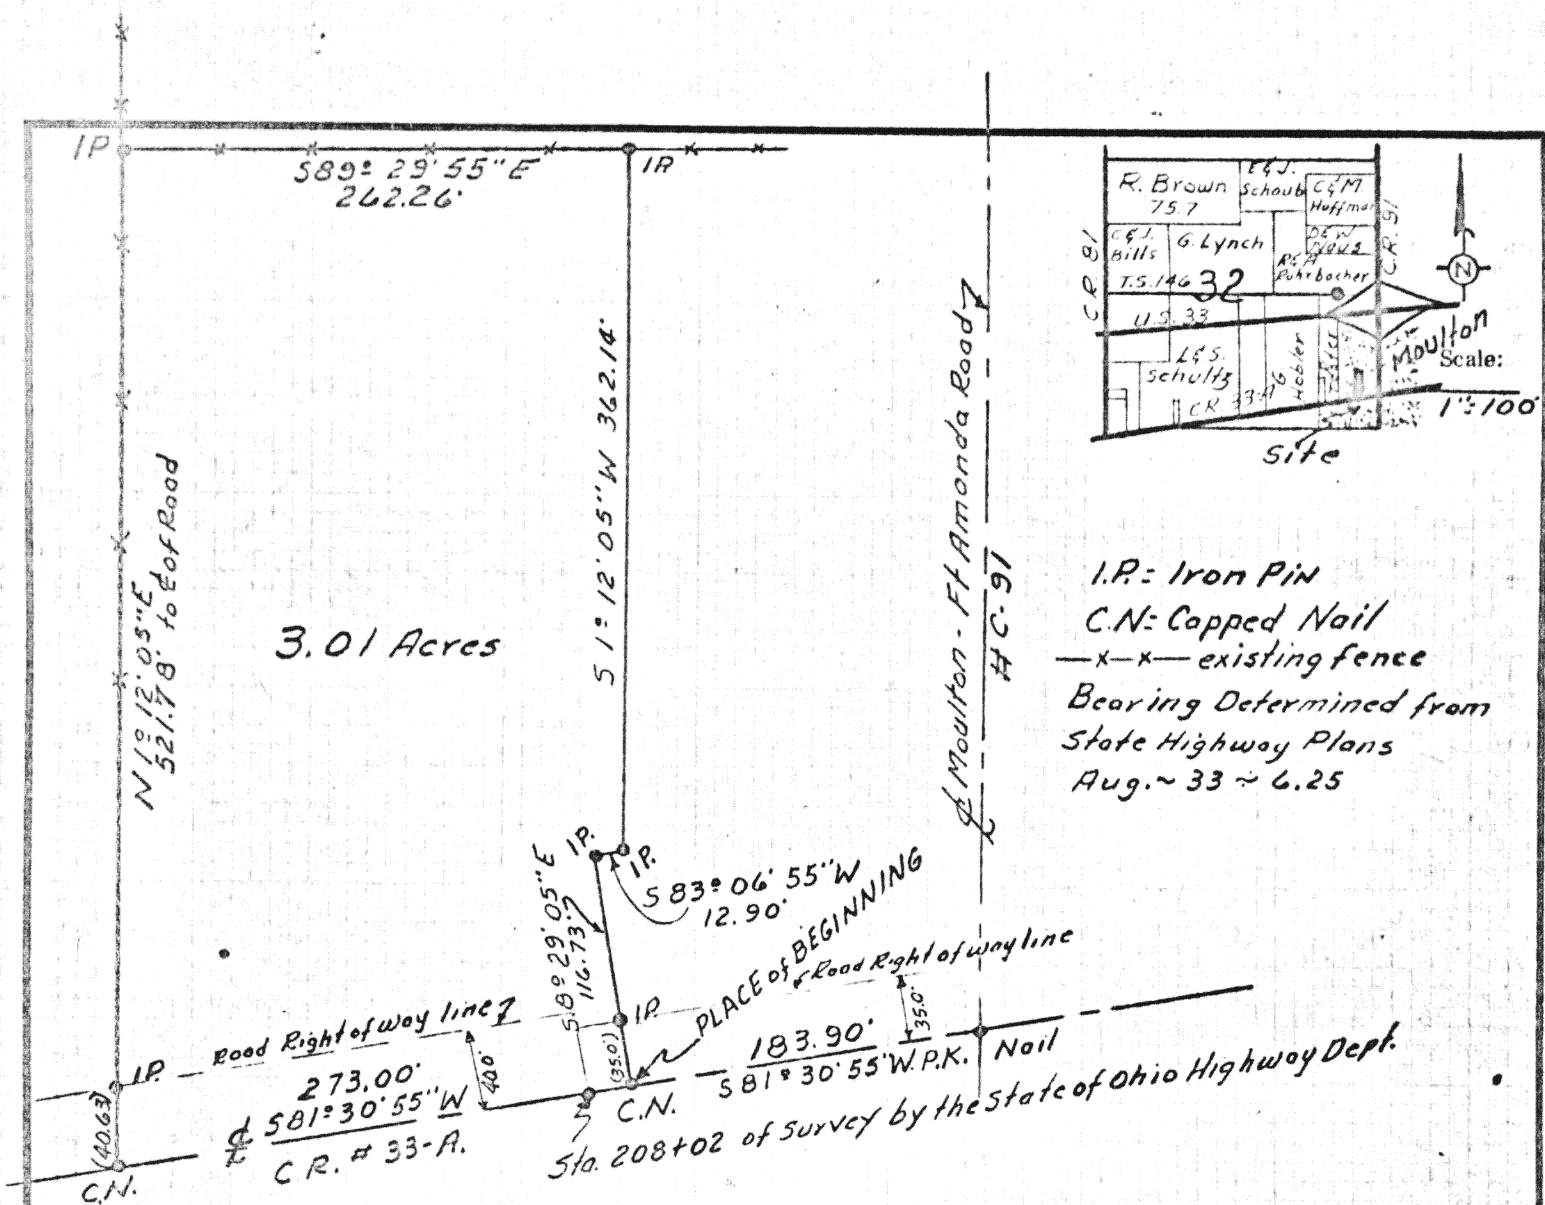 I.P.
I.P.
S89° 29' 55" E
262.26'
N 1° 12' 05" E
521.78' to ℄ of Road
3.01 Acres
S 1° 12' 05" W 362.14'
℄ Moulton - Ft Amonda Road
# C-91
R. Brown
75.7
E&J.
Schaub
C&M
Huffman
C&J.
Bills
G. Lynch
D&W
R&A
Rohrbacher
T.S. 146
32
C.R. 81
C.R. 91
U.S. 33
L&S.
Schultz
G
Hobler
CR 33-A
Moulton
N
Scale:
1"=100'
Site
I.P.= Iron Pin
C.N.= Capped Nail
—x—x— existing fence
Bearing Determined from
State Highway Plans
Aug. ~ 33 ~ 6.25
I.P.
I.P.
S 83° 06' 55" W
12.90'
S 8° 29' 05" E
116.73'
PLACE of BEGINNING
Road Right of way line
35.0'
I.P.
(35.0')
183.90'
S 81° 30' 55" W. P.K. Nail
C.N.
Road Right of way line
40.0'
I.P.
(40.63)
273.00'
℄ S81° 30' 55" W
C.R. # 33-A.
C.N.
Sta. 208+02 of Survey by the State of Ohio Highway Dept.